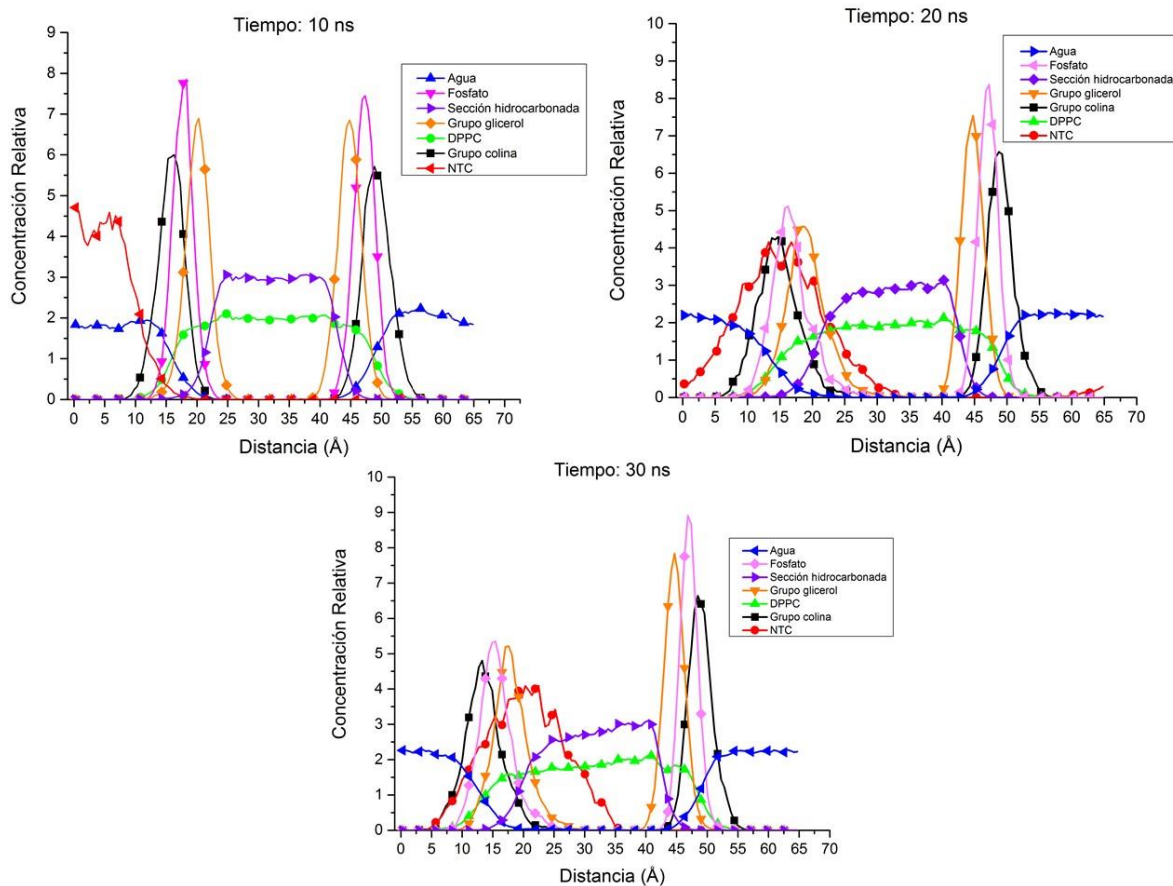 Tiempo: 10 ns
9
8
7
6
5
4
3
2
1
0
Concentración Relativa
Agua
Fosfato
Sección hidrocarbonada
Grupo glicerol
DPPC
Grupo colina
NTC
0 5 10 15 20 25 30 35 40 45 50 55 60 65 70
Distancia (Å)
Tiempo: 20 ns
10
9
8
7
6
5
4
3
2
1
0
Concentración Relativa
Agua
Fosfato
Sección hidrocarbonada
Grupo glicerol
Grupo colina
DPPC
NTC
0 5 10 15 20 25 30 35 40 45 50 55 60 65 70
Distancia (Å)
Tiempo: 30 ns
10
9
8
7
6
5
4
3
2
1
0
Concentración Relativa
Agua
Fosfato
Sección hidrocarbonada
Grupo glicerol
DPPC
Grupo colina
NTC
0 5 10 15 20 25 30 35 40 45 50 55 60 65 70
Distancia (Å)